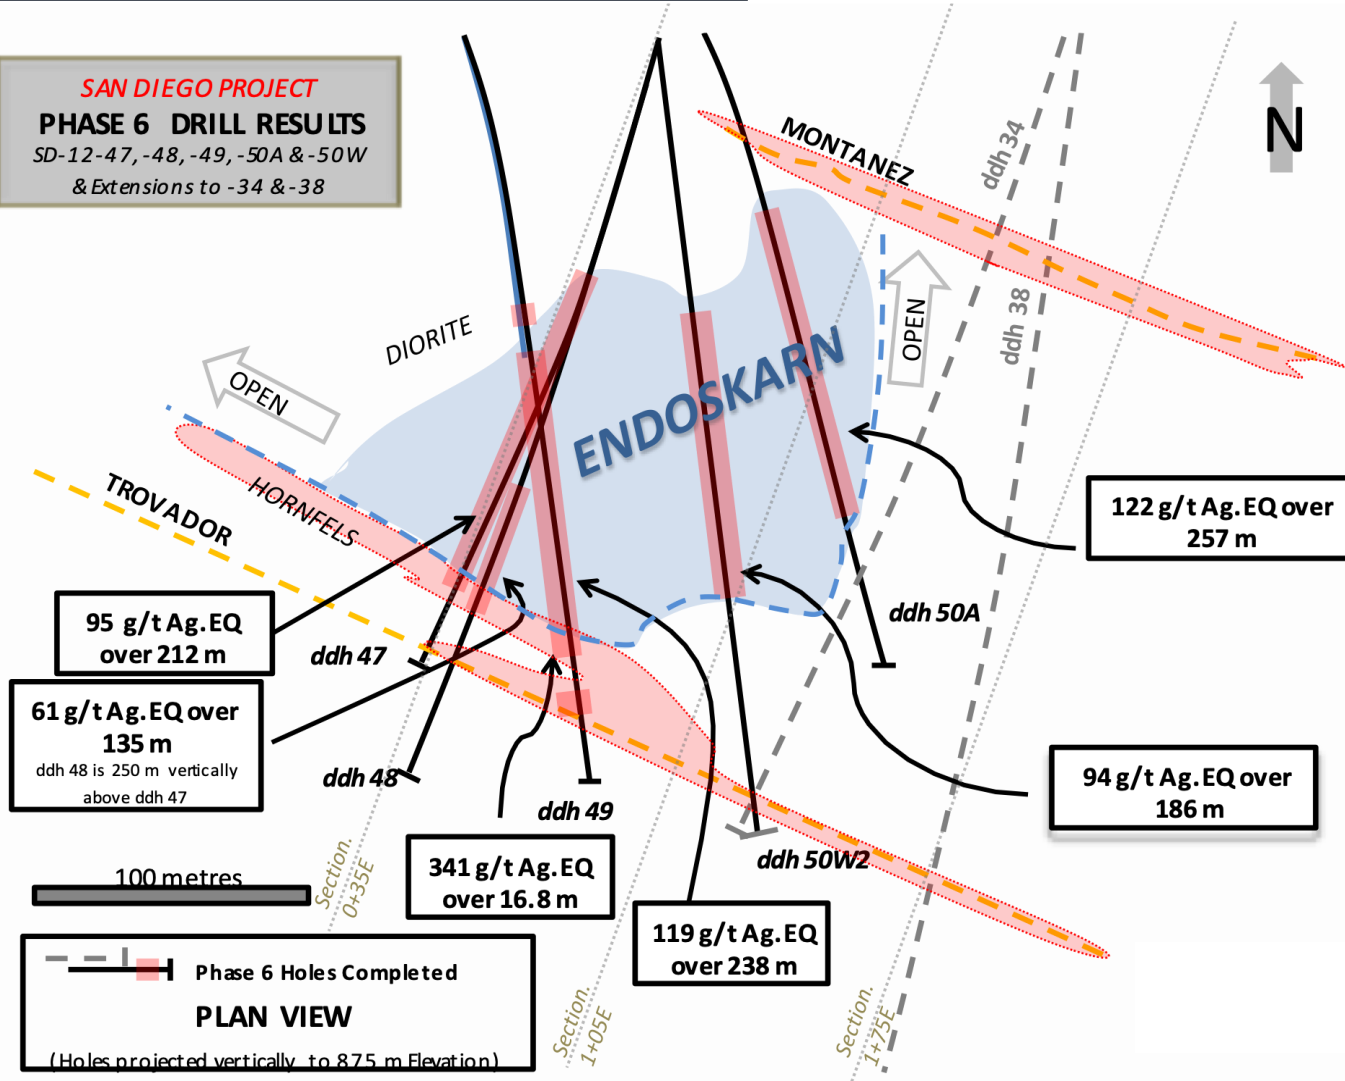 SAN DIEGO PROJECT
PHASE 6 DRILL RESULTS
SD-12-47, -48, -49, -50A & -50W
& Extensions to -34 & -38
MONTANEZ
ddh 34
N
ddh 38
OPEN
DIORITE
OPEN
ENDOSKARN
HORNFELS
TROVADOR
122 g/t Ag.EQ over
257 m
95 g/t Ag.EQ
over 212 m
ddh 47
ddh 50A
61 g/t Ag.EQ over
135 m
ddh 48 is 250 m vertically
above ddh 47
ddh 48
ddh 49
94 g/t Ag.EQ over
186 m
ddh 50W2
341 g/t Ag.EQ
over 16.8 m
100 metres
Section.
0+35E
119 g/t Ag.EQ
over 238 m
Phase 6 Holes Completed
PLAN VIEW
(Holes projected vertically to 875 m Elevation)
Section.
1+05E
Section.
1+75E